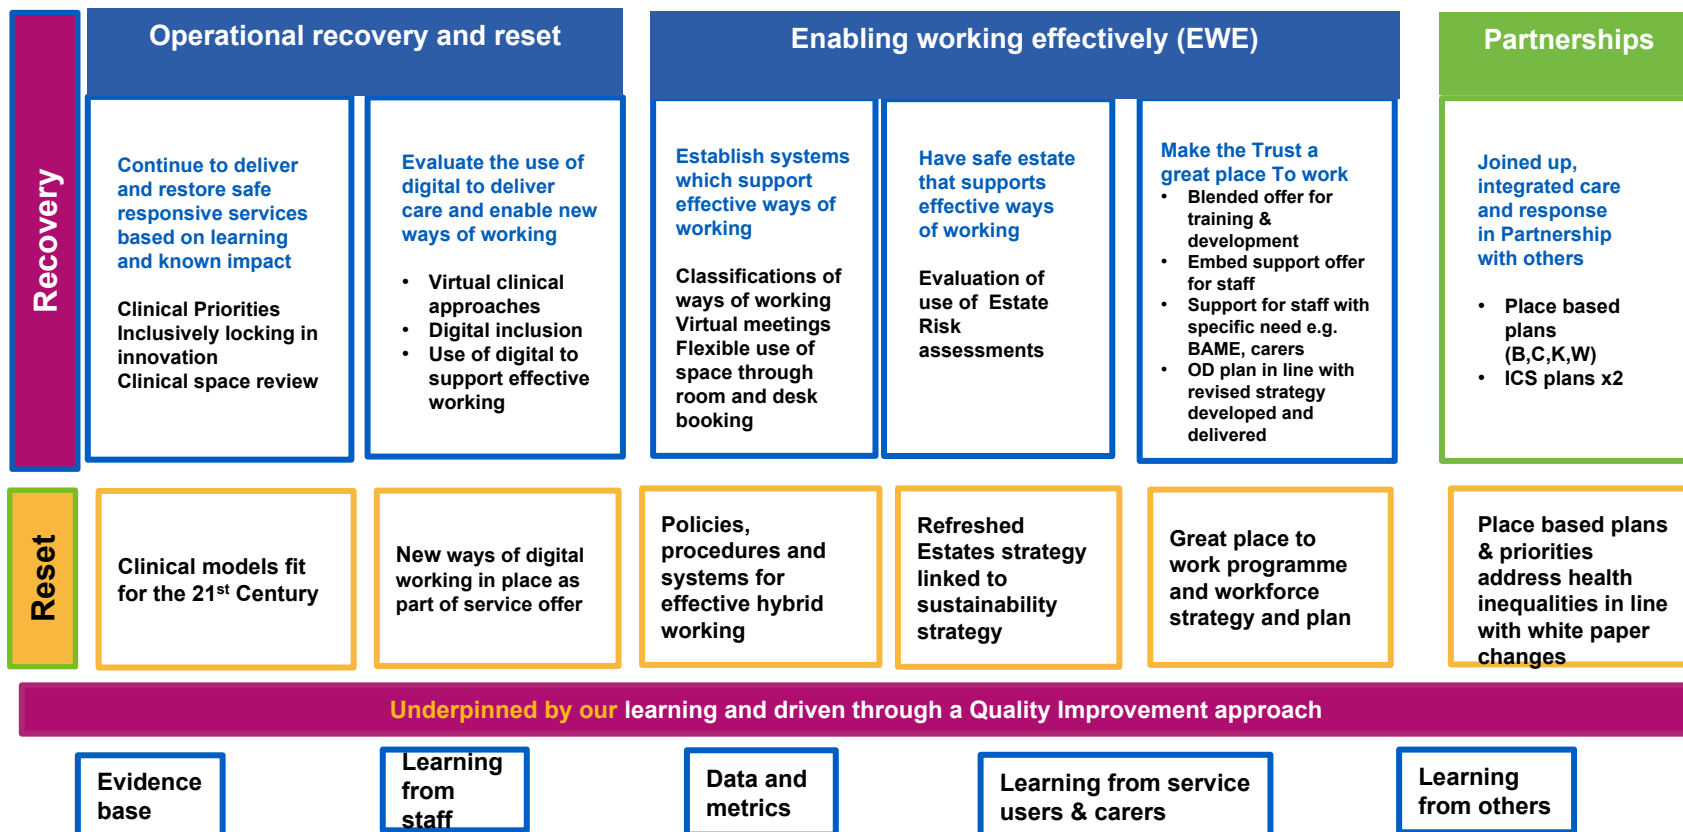 Operational recovery and reset
Enabling working effectively (EWE)
Partnerships
Recovery
Continue to deliver
and restore safe
responsive services
based on learning
and known impact
Clinical Priorities
Inclusively locking in
innovation
Clinical space review
Evaluate the use of
digital to deliver
care and enable new
ways of working
• Virtual clinical
approaches
• Digital inclusion
• Use of digital to
support effective
working
Establish systems
which support
effective ways of
working
Classifications of
ways of working
Virtual meetings
Flexible use of
space through
room and desk
booking
Have safe estate
that supports
effective ways
of working
Evaluation of
use of Estate
Risk
assessments
Make the Trust a
great place To work
• Blended offer for
training &
development
• Embed support offer
for staff
• Support for staff with
specific need e.g.
BAME, carers
• OD plan in line with
revised strategy
developed and
delivered
Joined up,
integrated care
and response
in Partnership
with others
• Place based
plans
(B,C,K,W)
• ICS plans x2
Reset
Clinical models fit
for the 21st Century
New ways of digital
working in place as
part of service offer
Policies,
procedures and
systems for
effective hybrid
working
Refreshed
Estates strategy
linked to
sustainability
strategy
Great place to
work programme
and workforce
strategy and plan
Place based plans
& priorities
address health
inequalities in line
with white paper
changes
Underpinned by our learning and driven through a Quality Improvement approach
Evidence
base
Learning
from
staff
Data and
metrics
Learning from service
users & carers
Learning
from others